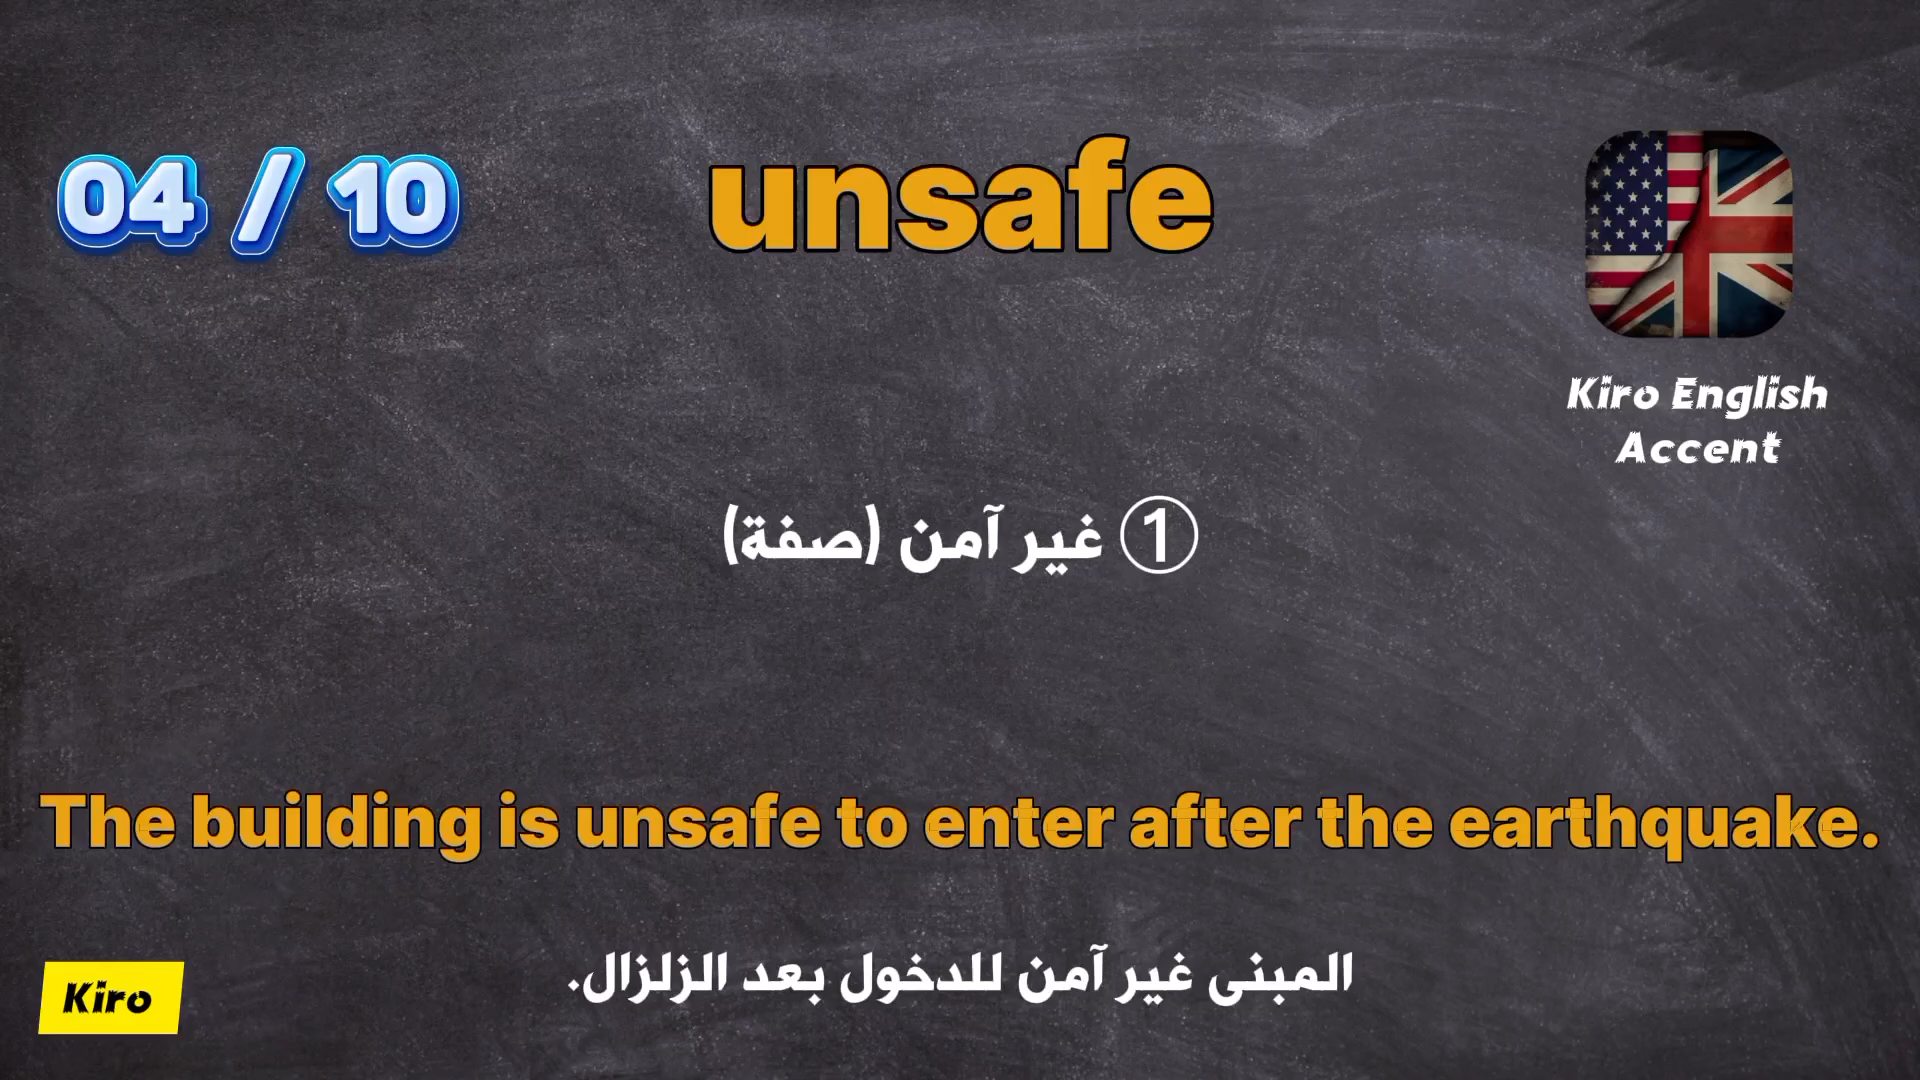 04 / 10
unsafe
Kiro English
Accent
① غير آمن (صفة)
The building is unsafe to enter after the earthquake.
المبنى غير آمن للدخول بعد الزلزال.
Kiro